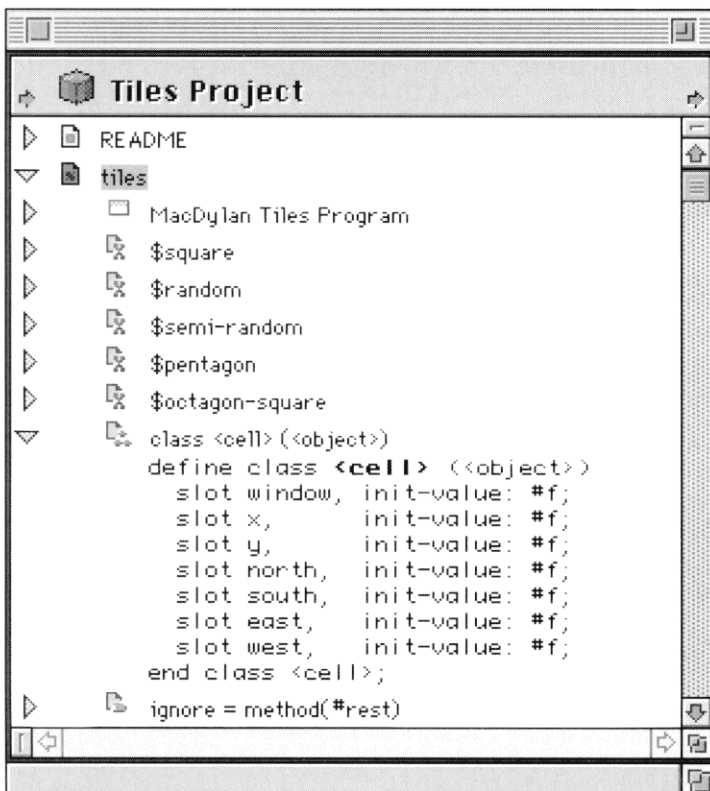 Tiles Project
README
tiles
MacDylan Tiles Program
$square
$random
$semi-random
$pentagon
$octagon-square
class <cell> (<object>)
define class <cell> (<object>)
slot window, init-value: #f;
slot x, init-value: #f;
slot y, init-value: #f;
slot north, init-value: #f;
slot south, init-value: #f;
slot east, init-value: #f;
slot west, init-value: #f;
end class <cell>;
ignore = method(#rest)